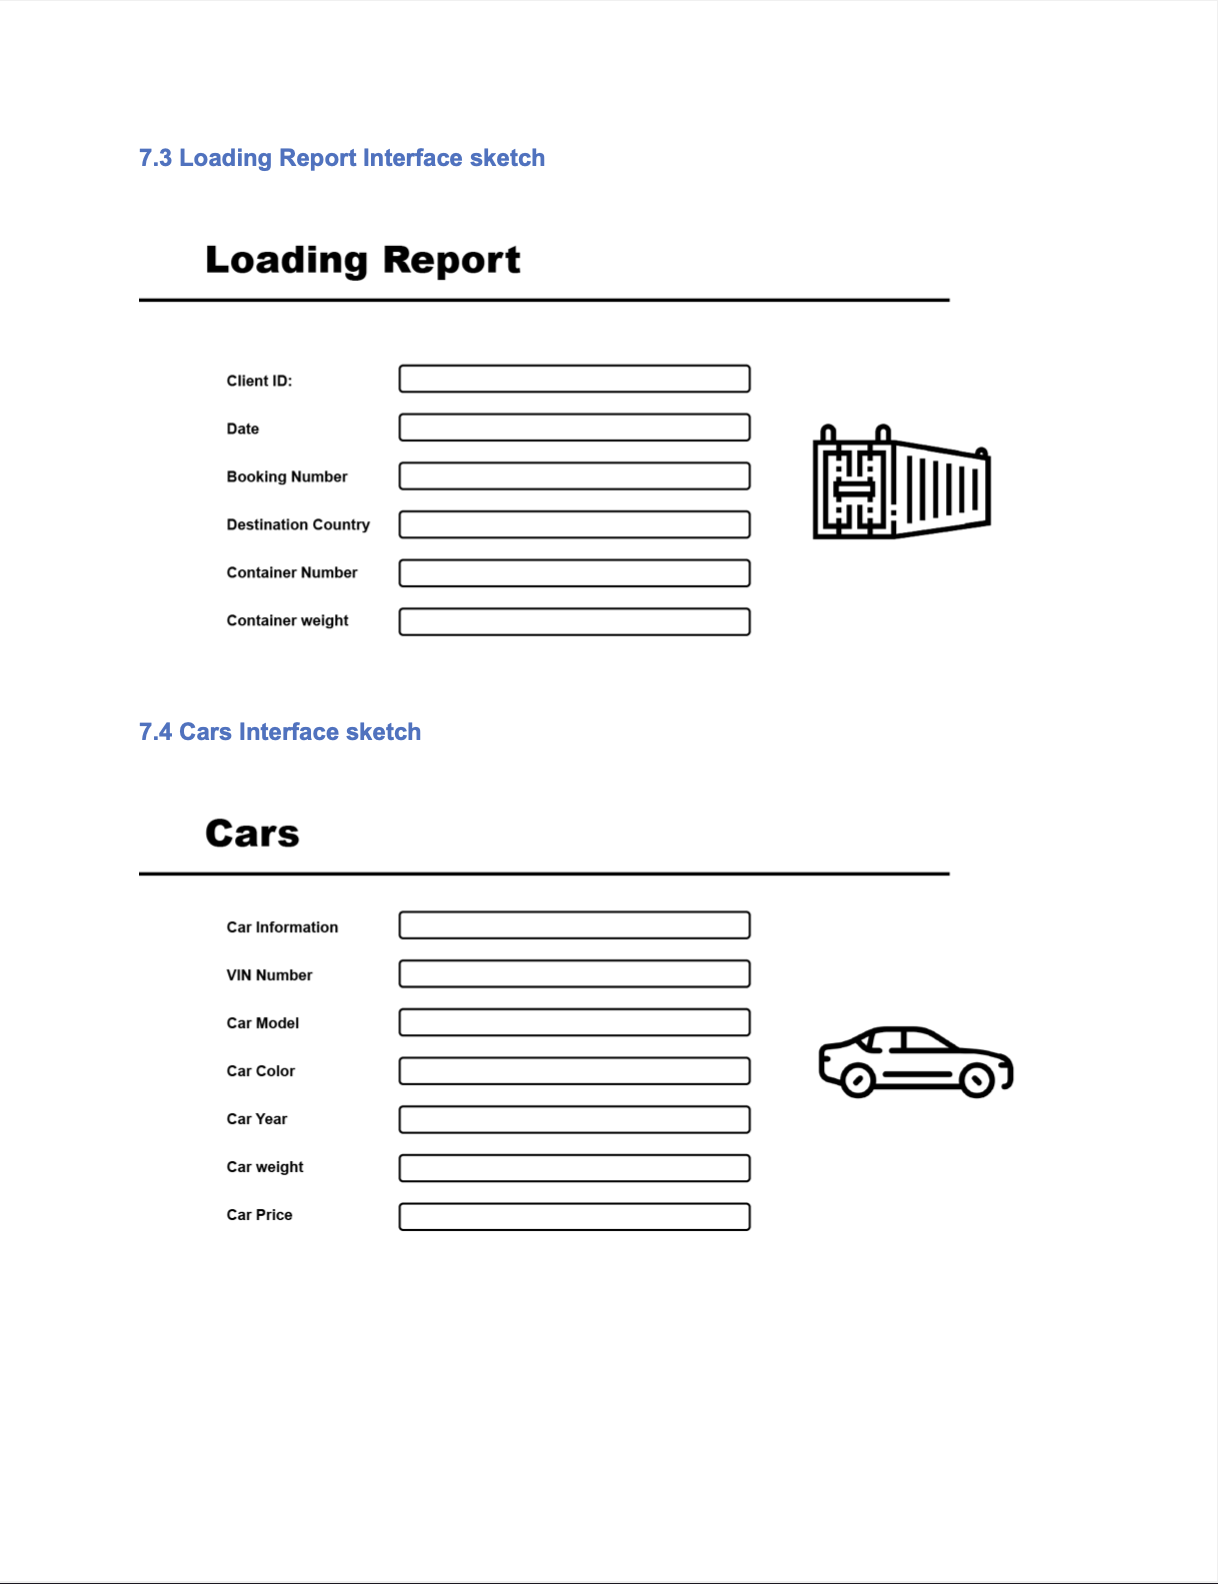 7.3 Loading Report Interface sketch
Loading Report
Client ID:
Date
Booking Number
Destination Country
Container Number
Container weight
7.4 Cars Interface sketch
Cars
Car Information
VIN Number
Car Model
Car Color
Car Year
Car weight
Car Price